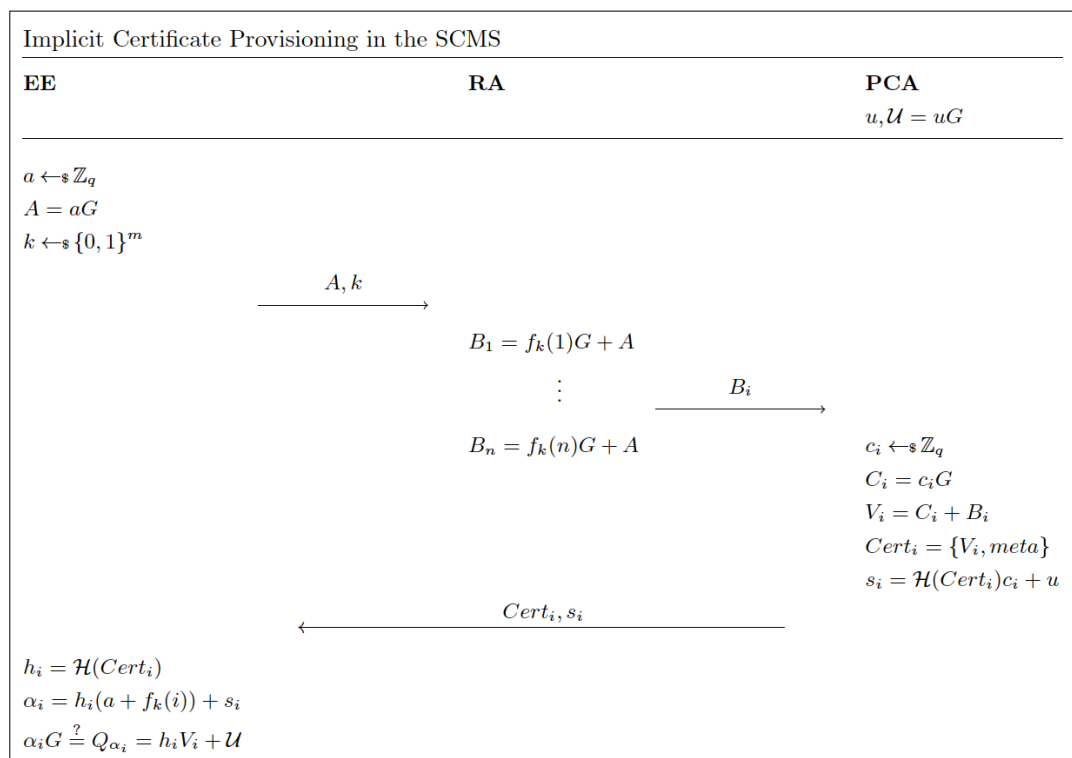 Implicit Certificate Provisioning in the SCMS
EE RA PCA
u, 𝒰 = uG
a ←$ ℤ_q
A = aG
k ←$ {0, 1}^m
A, k
B_1 = f_k(1)G + A
⋮
B_i
B_n = f_k(n)G + A
c_i ←$ ℤ_q
C_i = c_iG
V_i = C_i + B_i
Cert_i = {V_i, meta}
s_i = ℋ(Cert_i)c_i + u
Cert_i, s_i
h_i = ℋ(Cert_i)
α_i = h_i(a + f_k(i)) + s_i
α_iG ≟ Q_{α_i} = h_iV_i + 𝒰